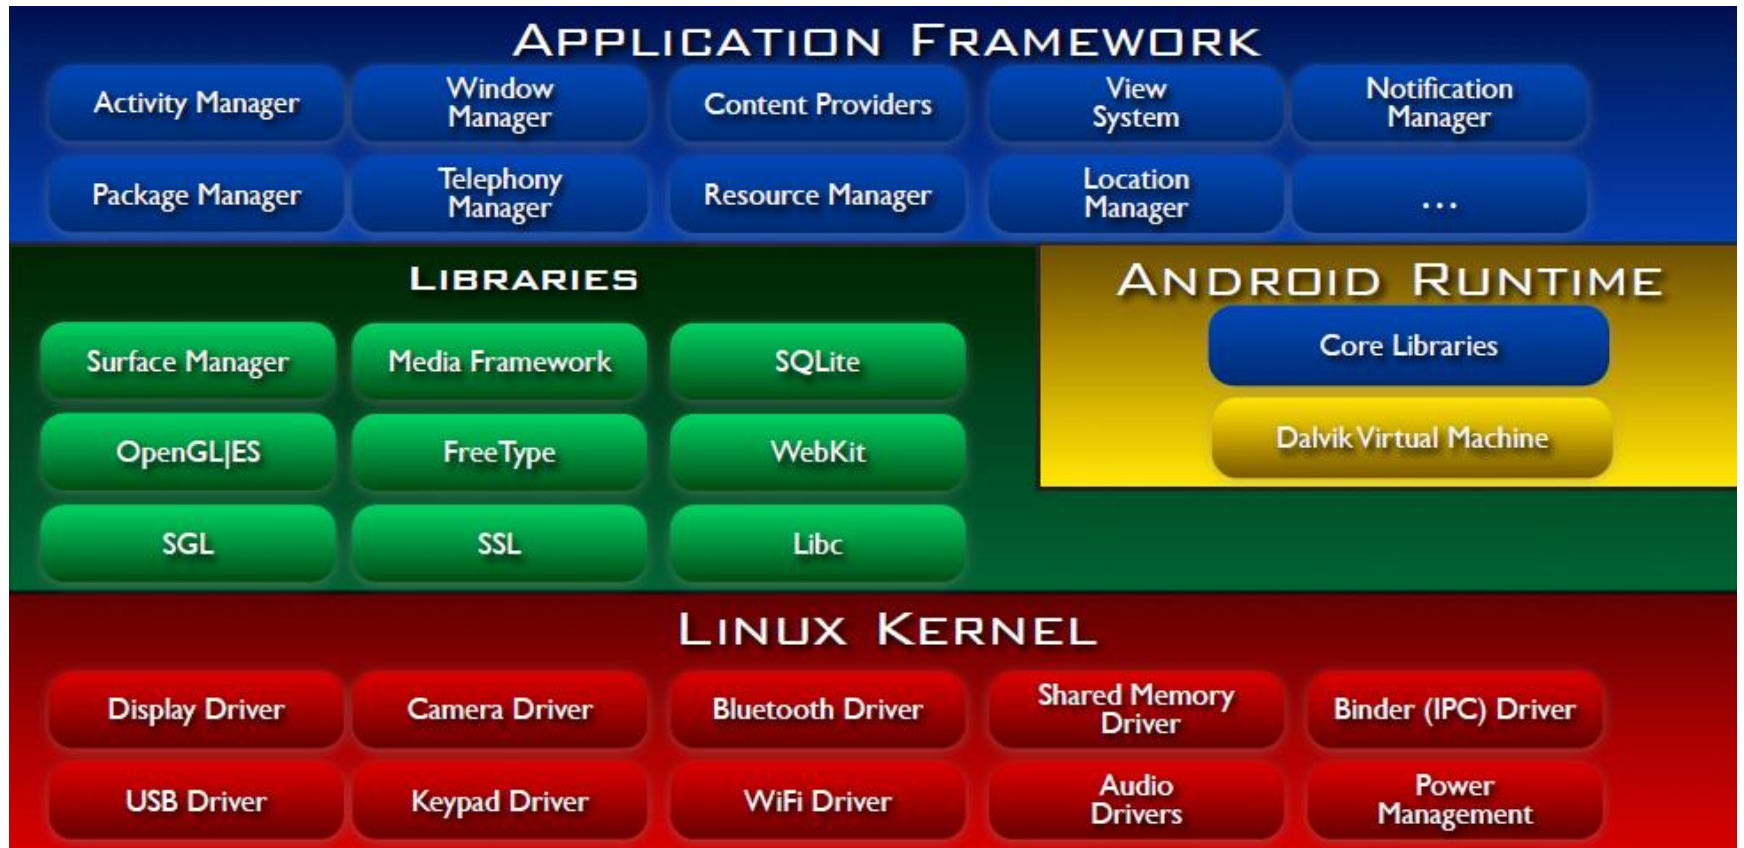 APPLICATION FRAMEWORK
Activity Manager
Window
Manager
Content Providers
View
System
Notification
Manager
Package Manager
Telephony
Manager
Resource Manager
Location
Manager
...
LIBRARIES
Surface Manager
Media Framework
SQLite
OpenGL|ES
FreeType
WebKit
SGL
SSL
Libc
ANDROID RUNTIME
Core Libraries
Dalvik Virtual Machine
LINUX KERNEL
Display Driver
Camera Driver
Bluetooth Driver
Shared Memory
Driver
Binder (IPC) Driver
USB Driver
Keypad Driver
WiFi Driver
Audio
Drivers
Power
Management